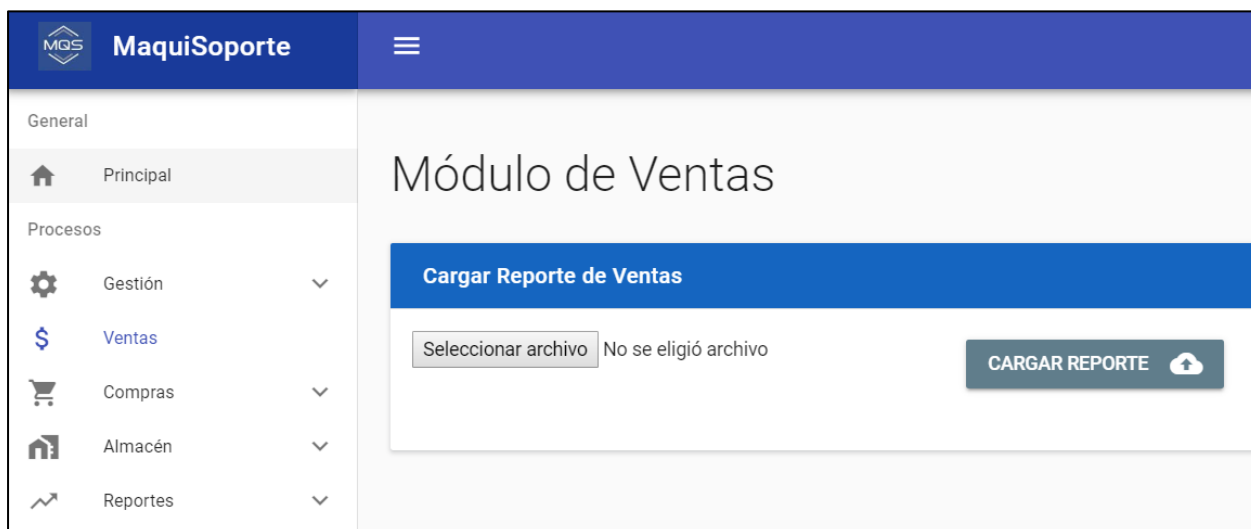 MQS MaquiSoporte
General
Principal
Procesos
Gestión
Ventas
Compras
Almacén
Reportes
Módulo de Ventas
Cargar Reporte de Ventas
Seleccionar archivo No se eligió archivo
CARGAR REPORTE